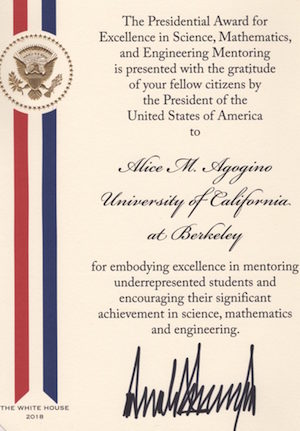 The Presidential Award for
Excellence in Science, Mathematics,
and Engineering Mentoring
is presented with the gratitude
of your fellow citizens by
the President of the
United States of America
to
Alice M. Agogino
University of California
at Berkeley
for embodying excellence in mentoring
underrepresented students and
encouraging their significant
achievement in science, mathematics
and engineering.
THE WHITE HOUSE
2018